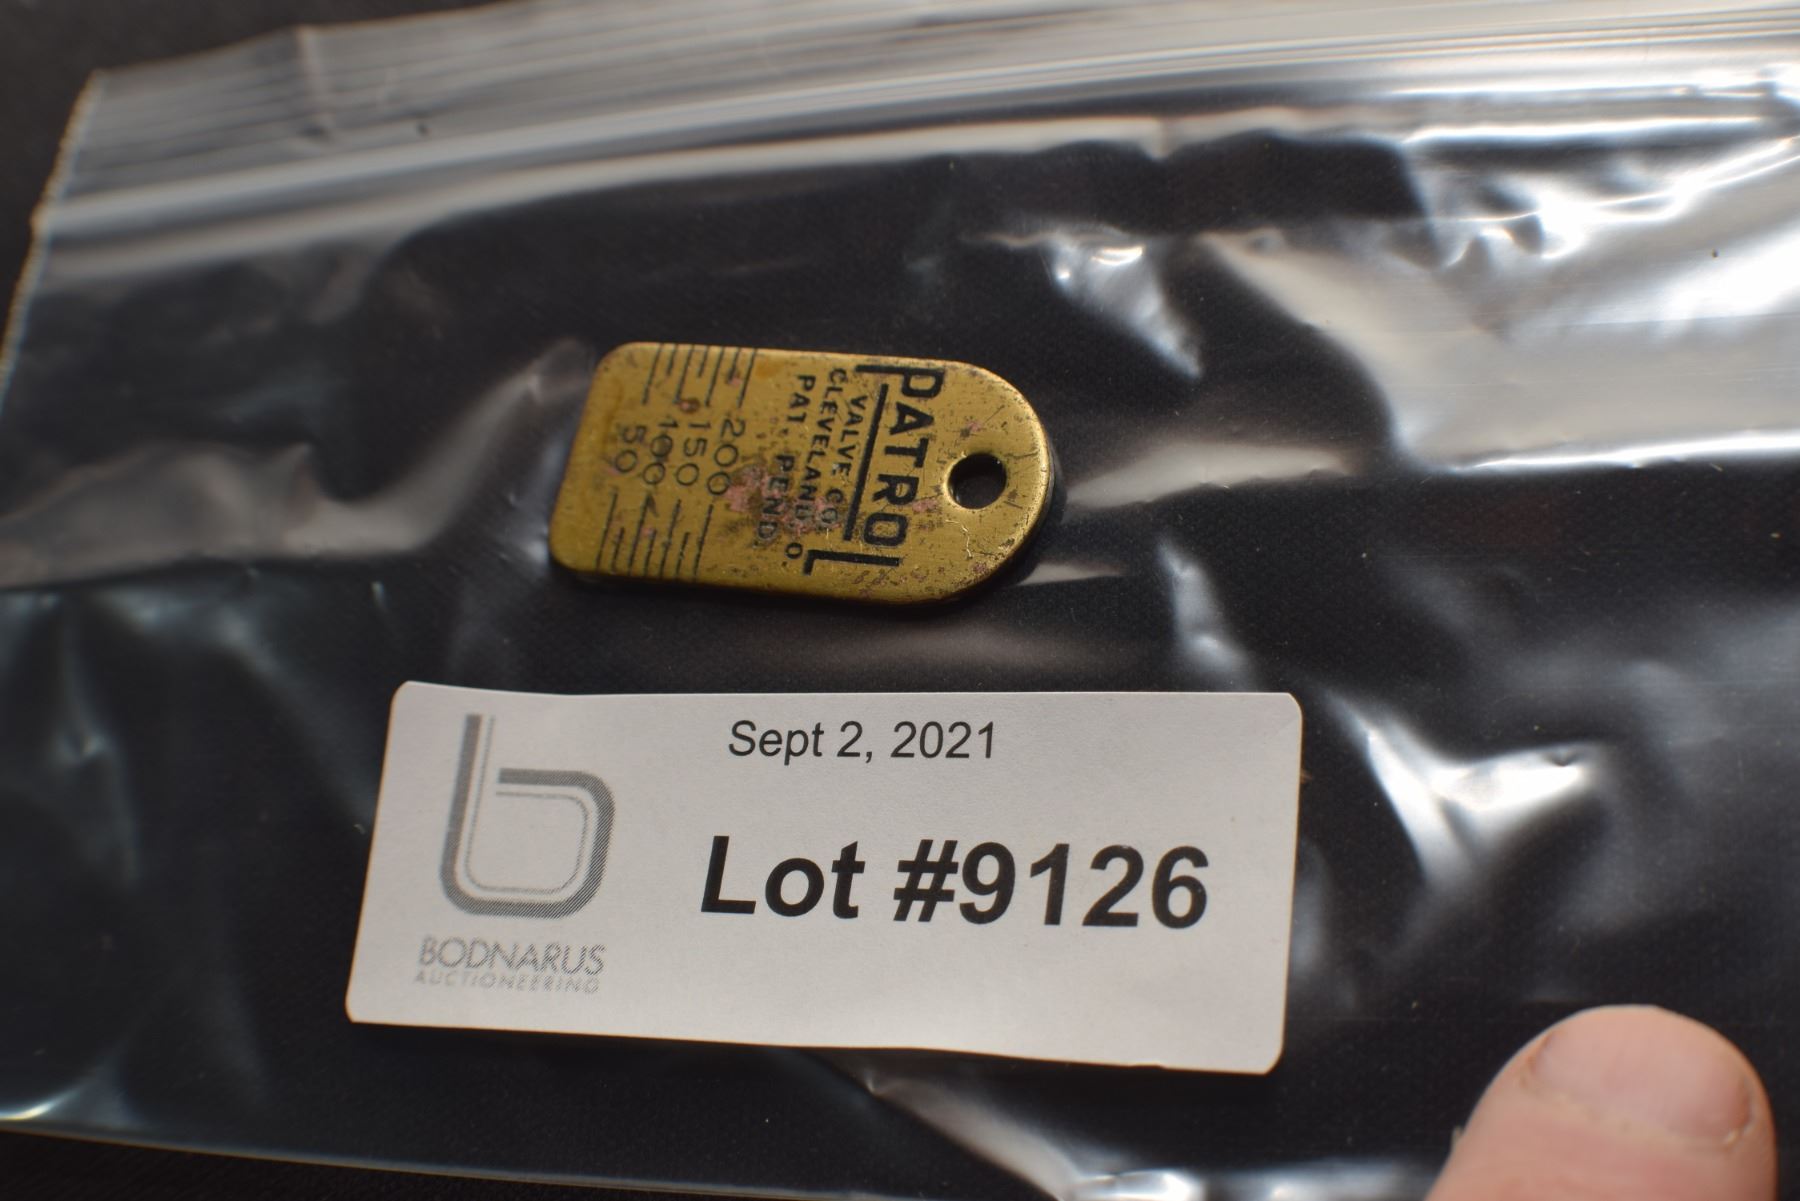 PATROL
VALVE CO.
CLEVELAND, O.
PAT. PEND.
200
150
100
50
Sept 2, 2021
Lot #9126
BODNARUS
AUCTIONEERING